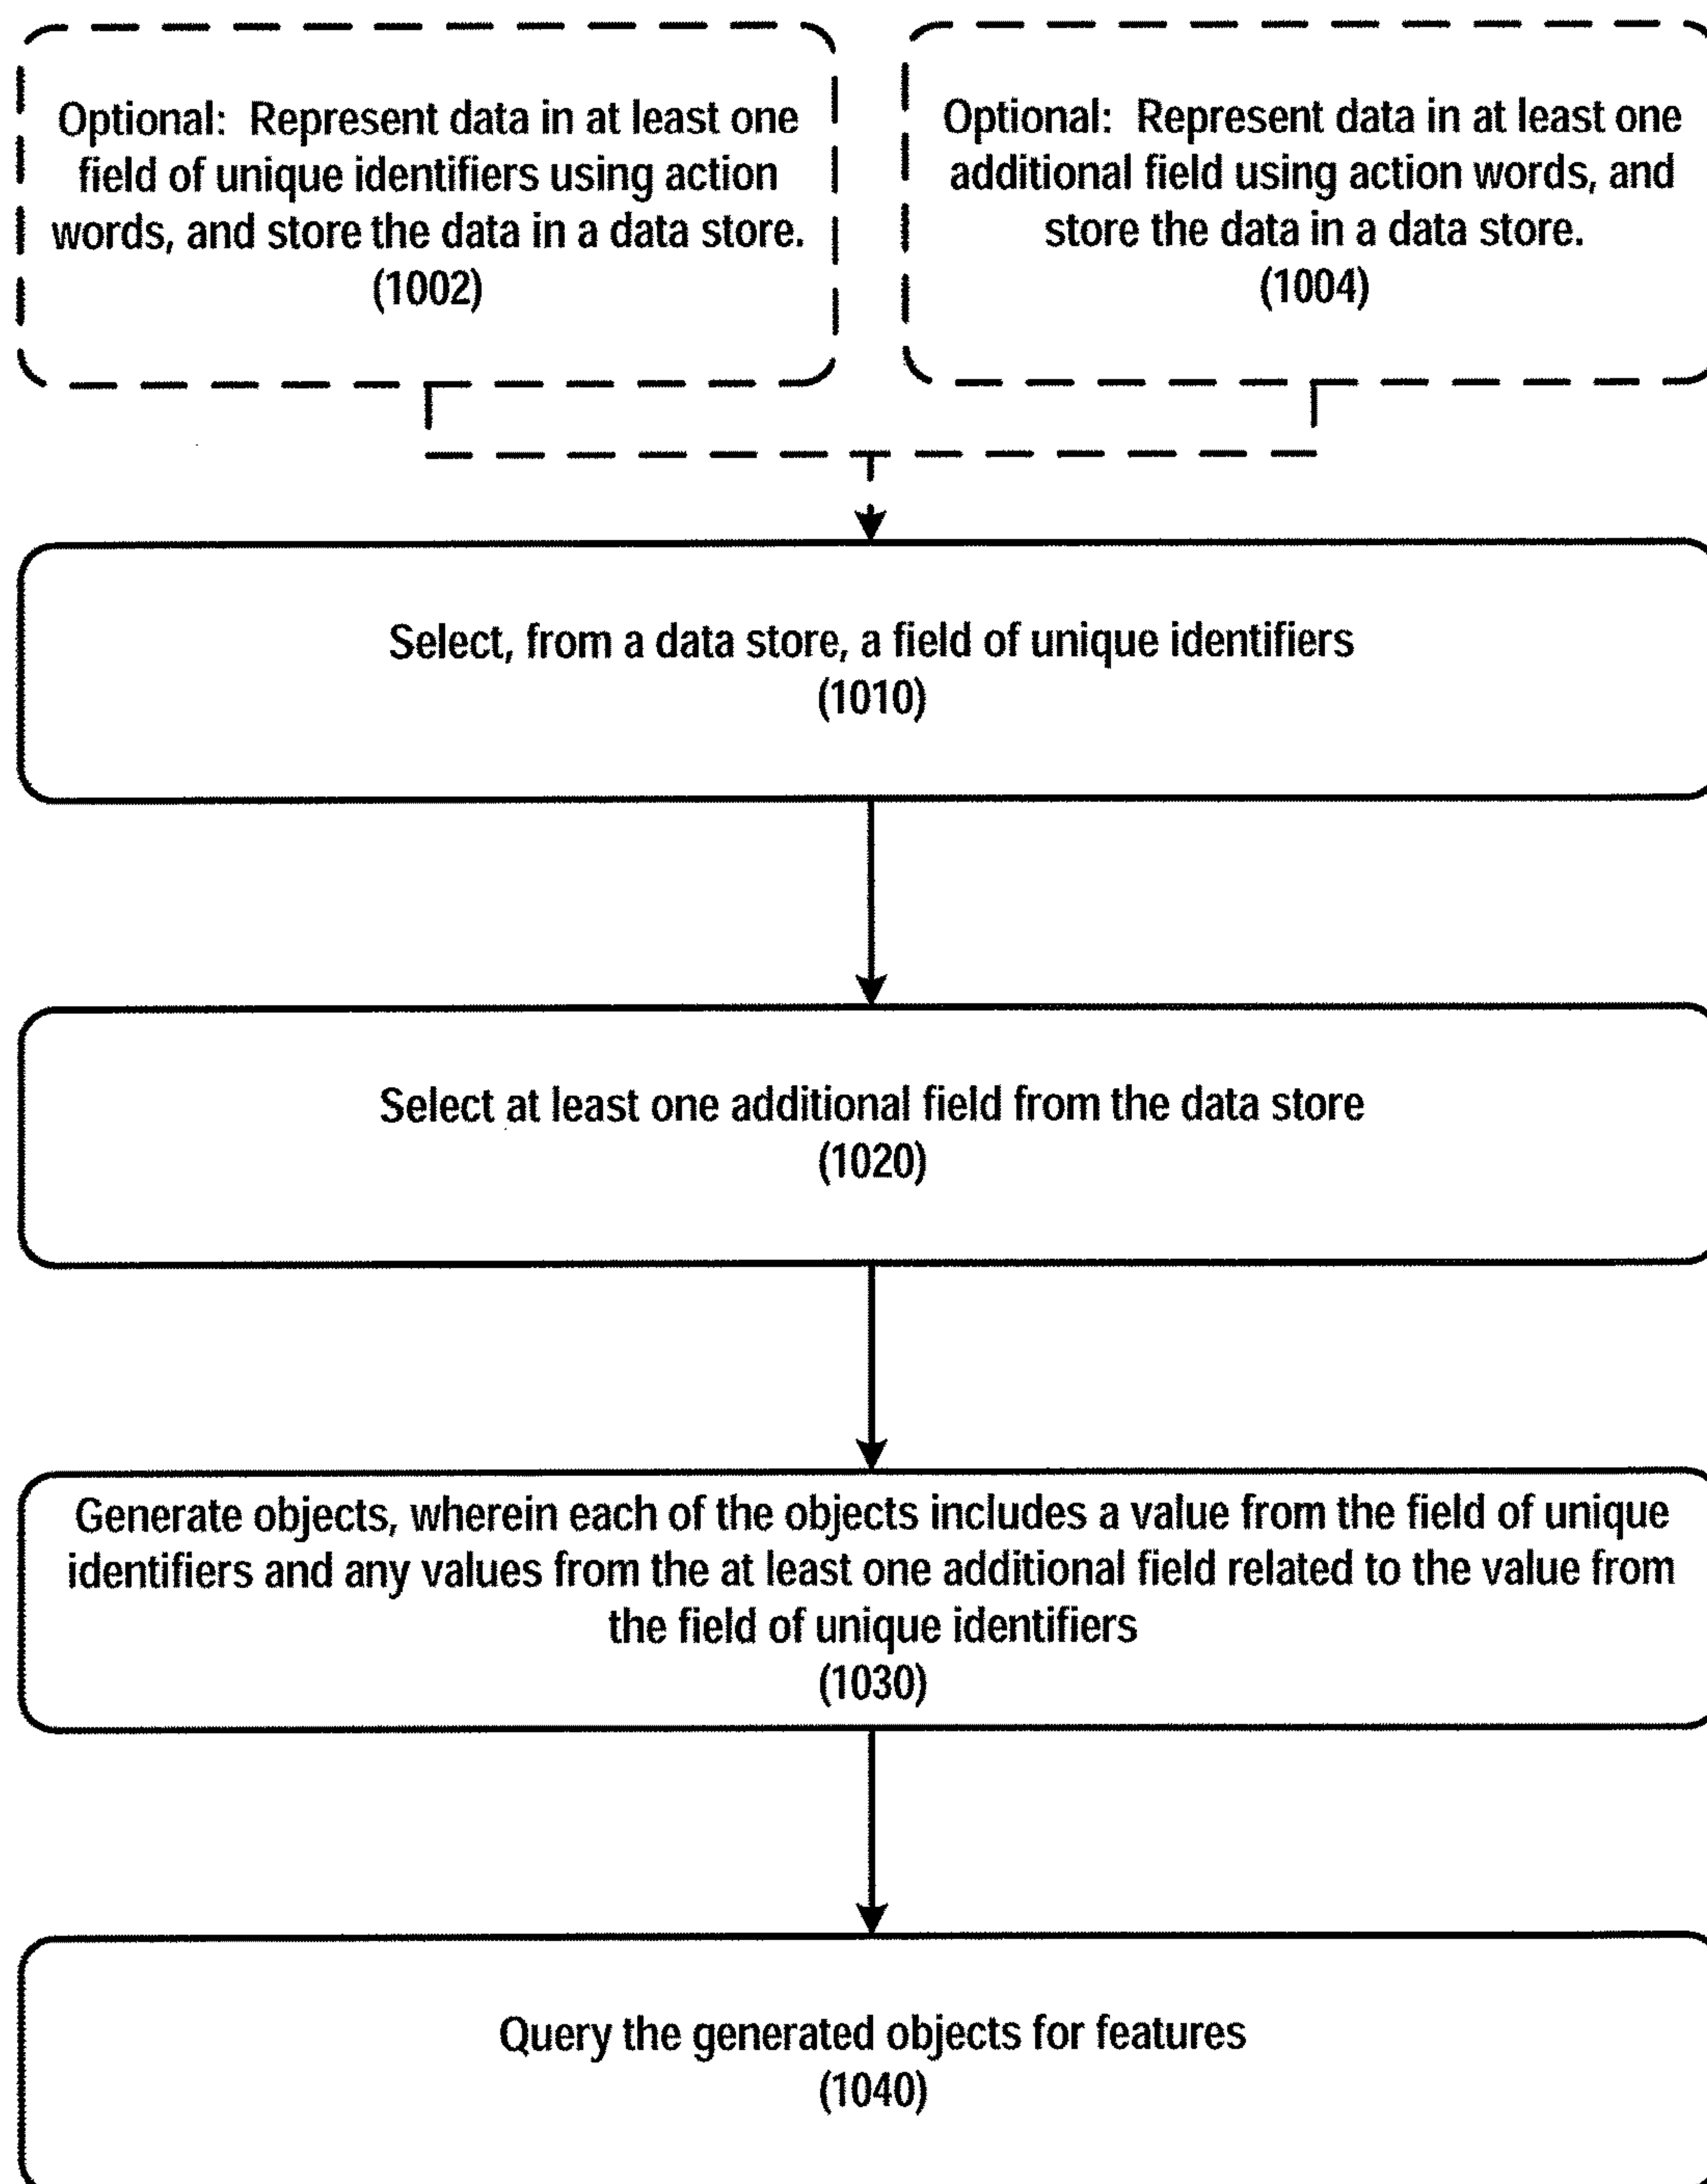 Optional: Represent data in at least one
field of unique identifiers using action
words, and store the data in a data store.
(1002)
Optional: Represent data in at least one
additional field using action words, and
store the data in a data store.
(1004)
Select, from a data store, a field of unique identifiers
(1010)
Select at least one additional field from the data store
(1020)
Generate objects, wherein each of the objects includes a value from the field of unique
identifiers and any values from the at least one additional field related to the value from
the field of unique identifiers
(1030)
Query the generated objects for features
(1040)